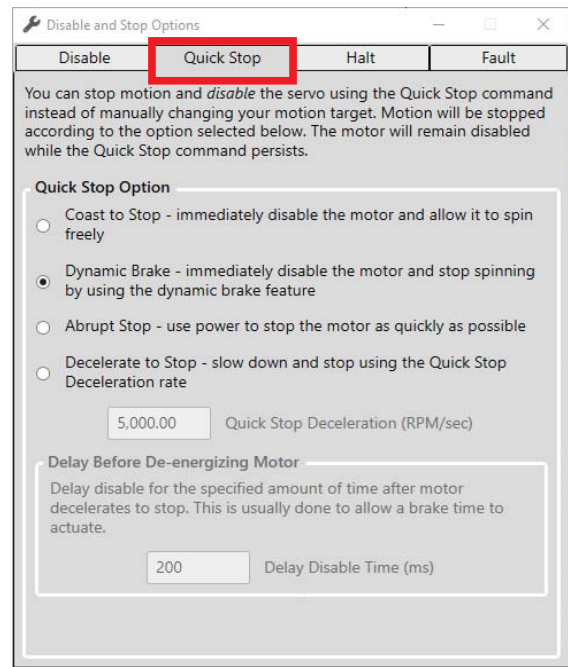 Disable and Stop Options
Disable
Quick Stop
Halt
Fault
You can stop motion and disable the servo using the Quick Stop command
instead of manually changing your motion target. Motion will be stopped
according to the option selected below. The motor will remain disabled
while the Quick Stop command persists.
Quick Stop Option
Coast to Stop - immediately disable the motor and allow it to spin
freely
Dynamic Brake - immediately disable the motor and stop spinning
by using the dynamic brake feature
Abrupt Stop - use power to stop the motor as quickly as possible
Decelerate to Stop - slow down and stop using the Quick Stop
Deceleration rate
5,000.00 Quick Stop Deceleration (RPM/sec)
Delay Before De-energizing Motor
Delay disable for the specified amount of time after motor
decelerates to stop. This is usually done to allow a brake time to
actuate.
200 Delay Disable Time (ms)